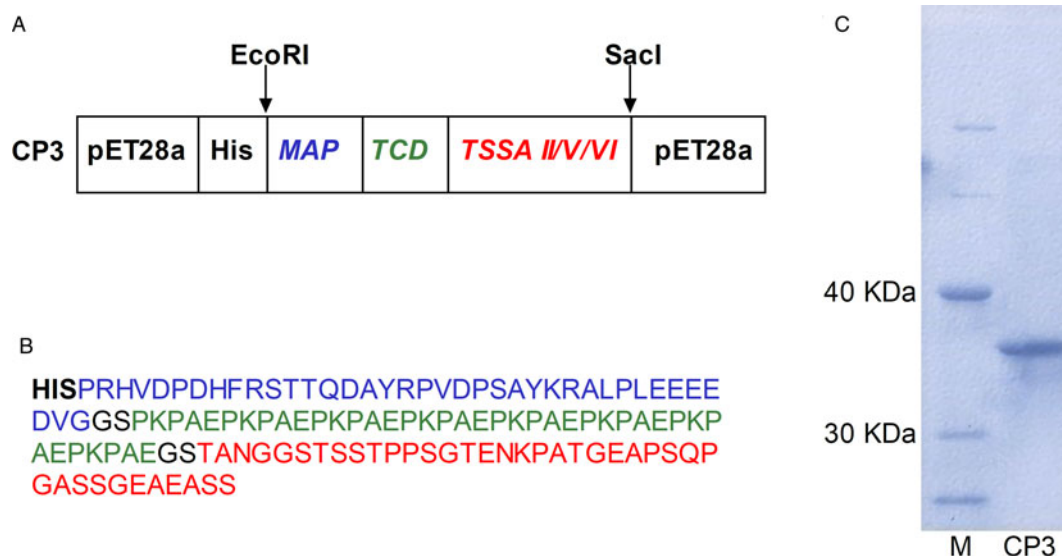 A
EcoRI
SacI
CP3
pET28a
His
MAP
TCD
TSSA II/V/VI
pET28a
B
HISPRHVDPDHFRSTTQDAYRPVDPSAYKRALPLEEEE
DVGGSPKPAEPKPAEPKPAEPKPAEPKPAEPKPAEPKP
AEPKPAEGSTANGGSTSSTPPSGTENKPATGEAPSQP
GASSGEAEASS
C
40 KDa
30 KDa
M
CP3